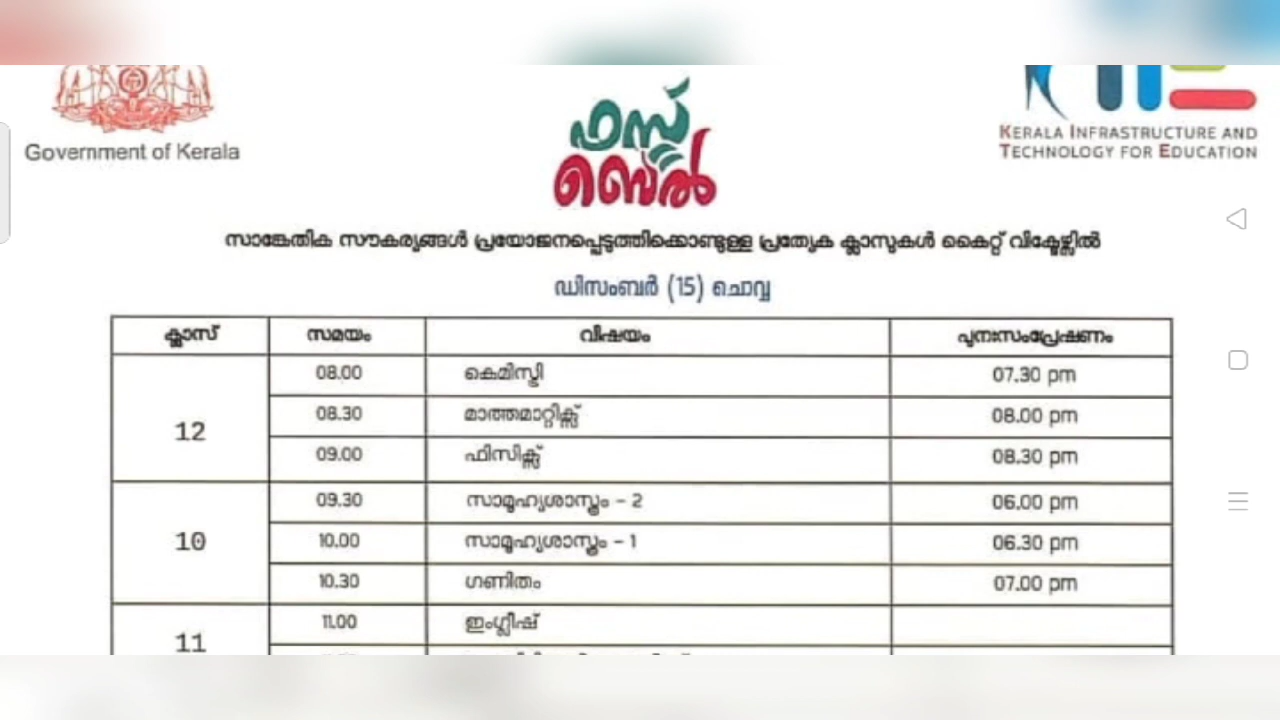 Government of Kerala
ഫസ്റ്റ്
ബെൽ
KERALA INFRASTRUCTURE AND
TECHNOLOGY FOR EDUCATION
സാങ്കേതിക സൗകര്യങ്ങൾ പ്രയോജനപ്പെടുത്തിക്കൊണ്ടുള്ള പ്രത്യേക ക്ലാസുകൾ കൈറ്റ് വിക്ടേഴ്സിൽ
ഡിസംബർ (15) ചൊവ്വ
ക്ലാസ് സമയം വിഷയം പുനഃസംപ്രേഷണം
12
08.00 കെമിസ്ട്രി 07.30 pm
08.30 മാത്തമാറ്റിക്സ് 08.00 pm
09.00 ഫിസിക്സ് 08.30 pm
10
09.30 സാമൂഹ്യശാസ്ത്രം – 2 06.00 pm
10.00 സാമൂഹ്യശാസ്ത്രം – 1 06.30 pm
10.30 ഗണിതം 07.00 pm
11
11.00 ഇംഗ്ലീഷ്